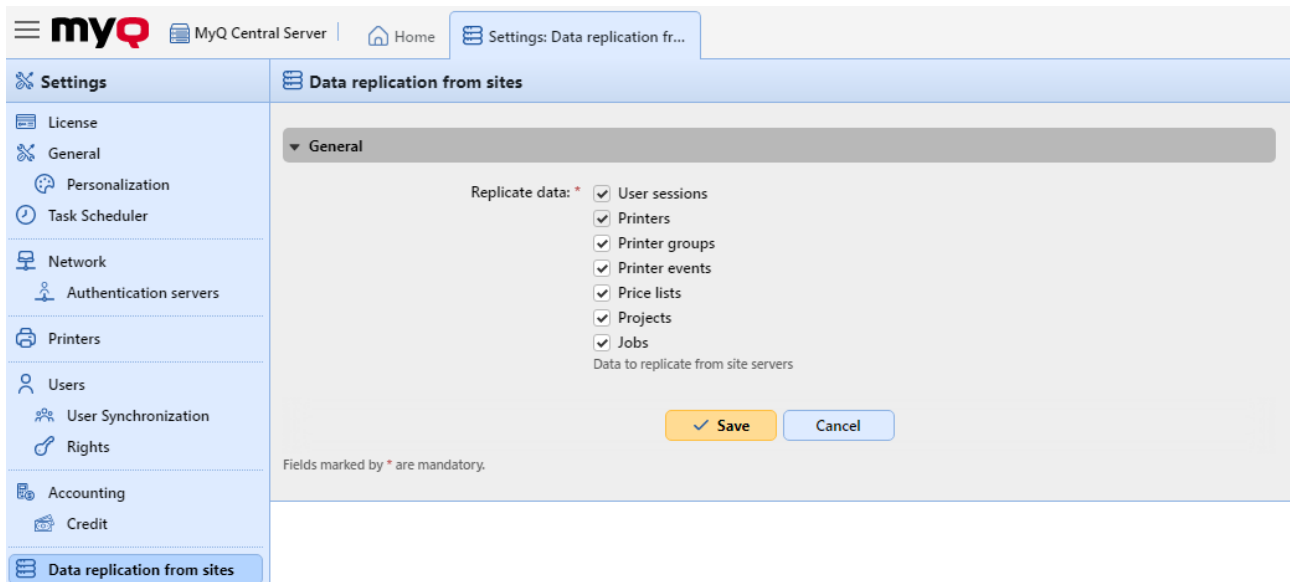 myQ
MyQ Central Server
Home
Settings: Data replication fr...
Settings
License
General
Personalization
Task Scheduler
Network
Authentication servers
Printers
Users
User Synchronization
Rights
Accounting
Credit
Data replication from sites
Data replication from sites
General
Replicate data: *
User sessions
Printers
Printer groups
Printer events
Price lists
Projects
Jobs
Data to replicate from site servers
Save
Cancel
Fields marked by * are mandatory.